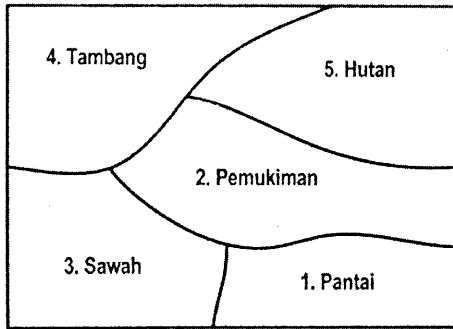 4. Tambang
5. Hutan
2. Pemukiman
3. Sawah
1. Pantai